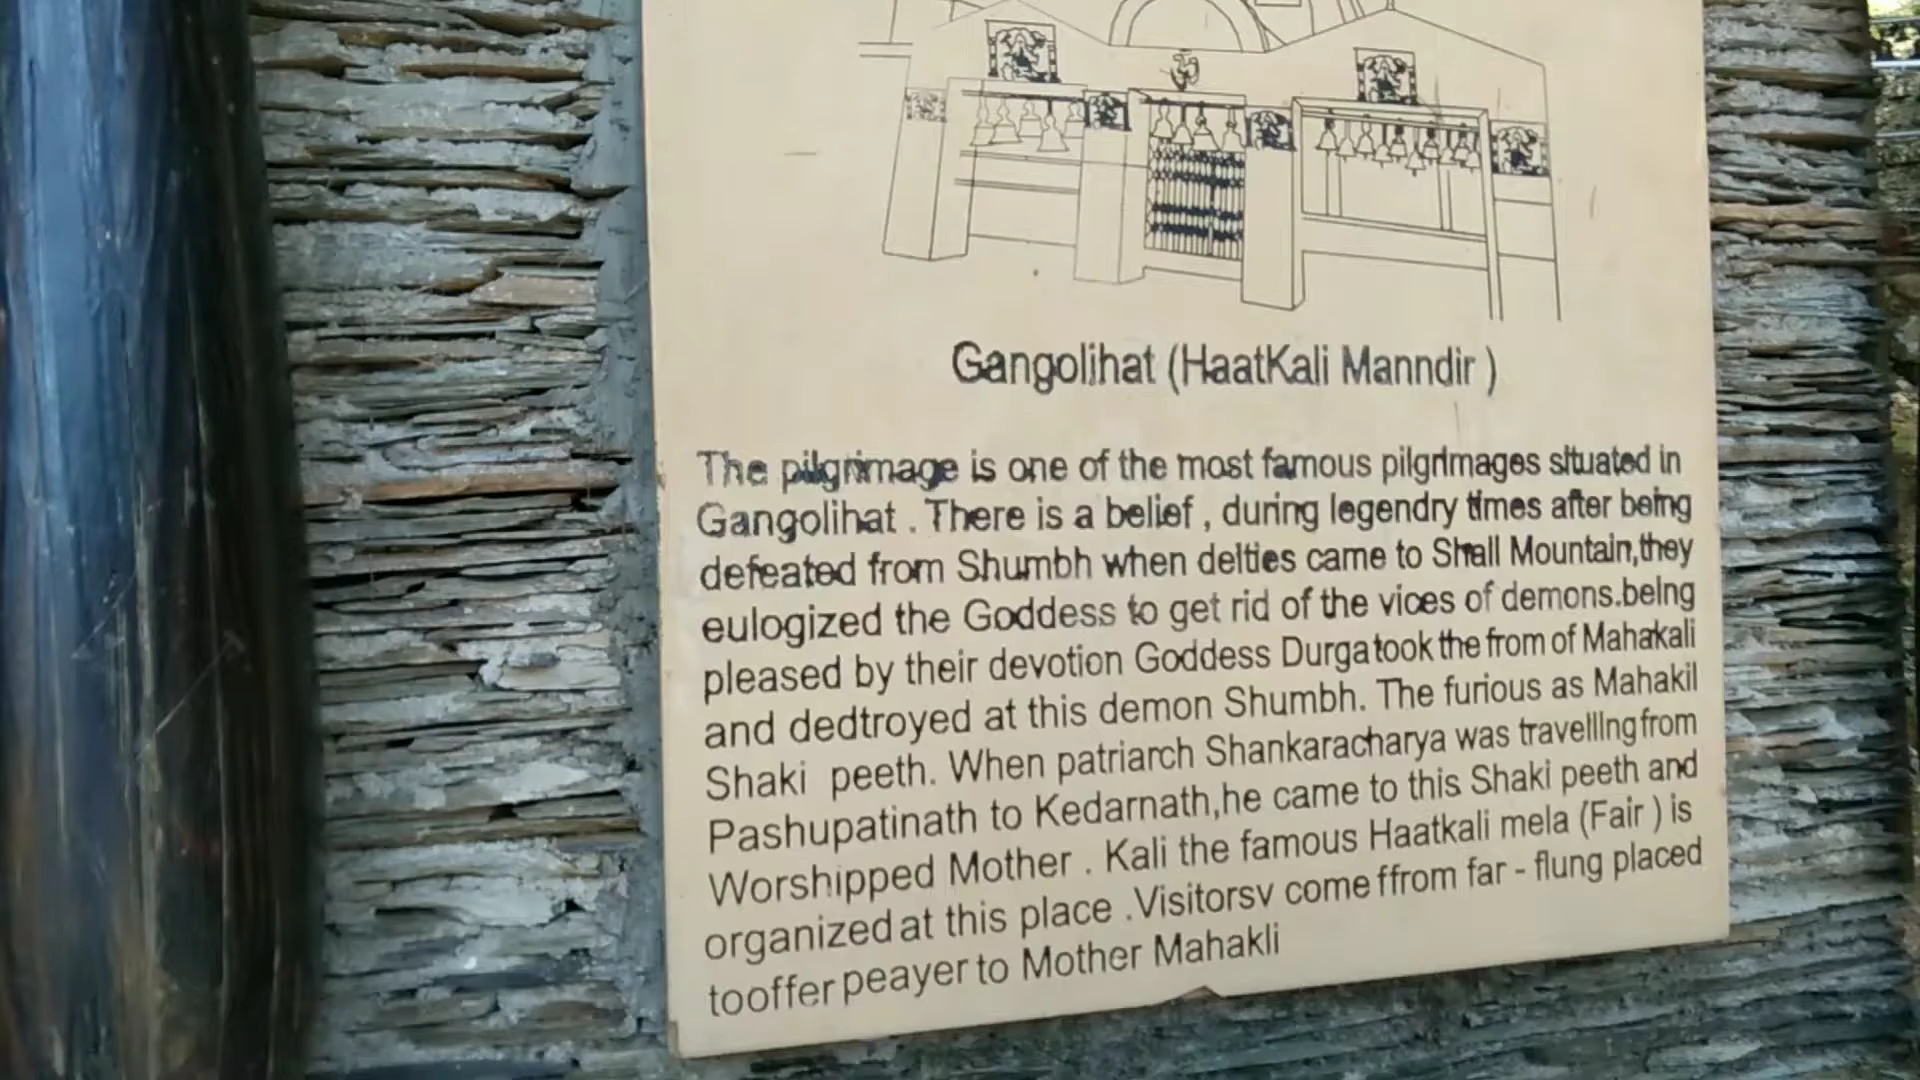 Gangolihat (HaatKali Manndir )
The pilgrimage is one of the most famous pilgrimages situated in
Gangolihat . There is a belief , during legendry times after being
defeated from Shumbh when delties came to Shall Mountain,they
eulogized the Goddess to get rid of the vices of demons.belng
pleased by their devotion Goddess Durga took the from of Mahakali
and dedtroyed at this demon Shumbh. The furious as Mahakil
Shaki peeth. When patriarch Shankaracharya was travelllng from
Pashupatinath to Kedarnath,he came to this Shaki peeth and
Worshipped Mother . Kali the famous Haatkali mela (Fair ) is
organized at this place .Visitorsv come ffrom far - flung placed
tooffer peayer to Mother Mahakli